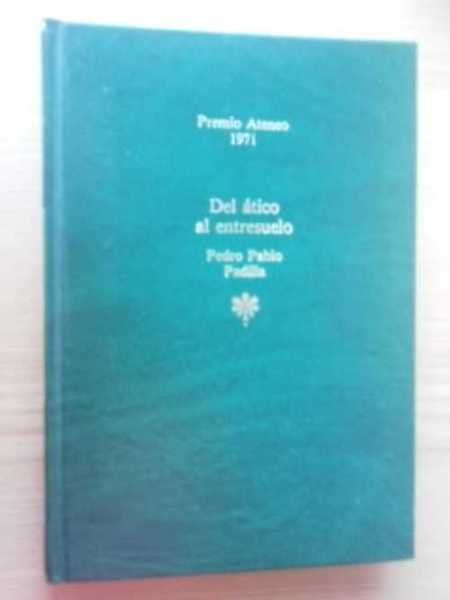 Premio Ateneo
1971
Del ático
al entresuelo
Pedro Pablo
Padilla